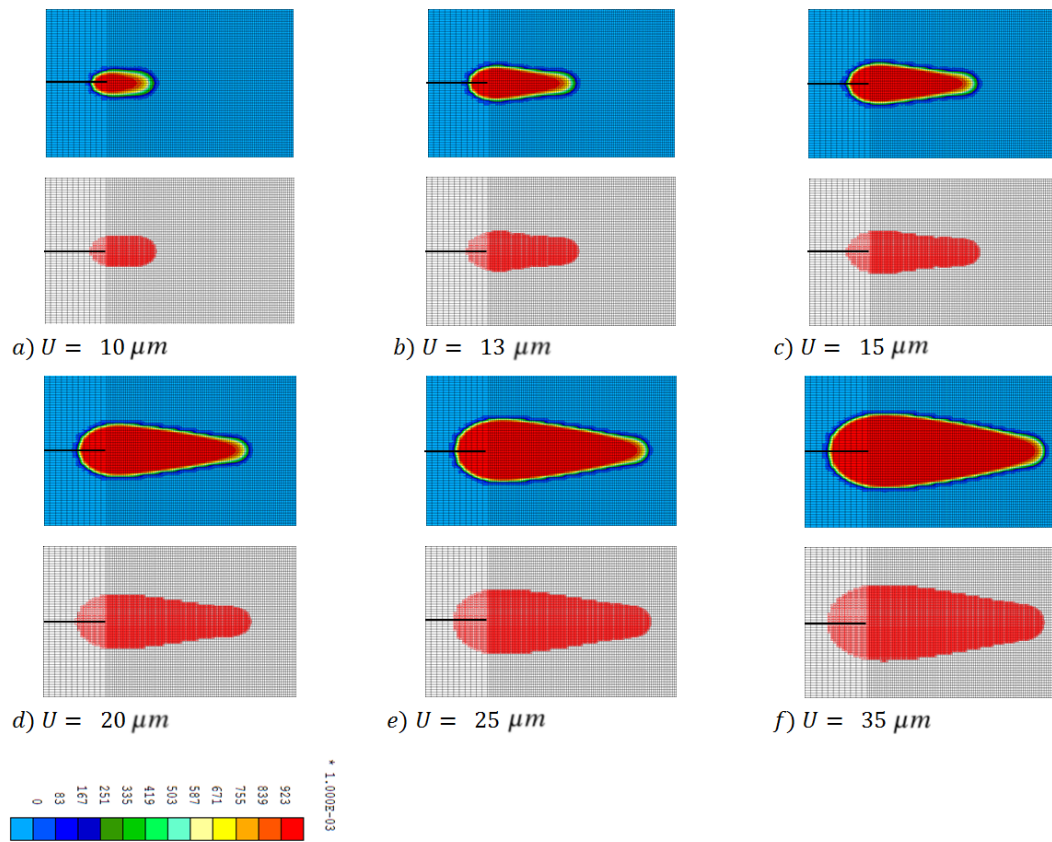 a) U = 10 μm
b) U = 13 μm
c) U = 15 μm
d) U = 20 μm
e) U = 25 μm
f) U = 35 μm
* 1.000E-03
0
83
167
251
335
419
503
587
671
755
839
923